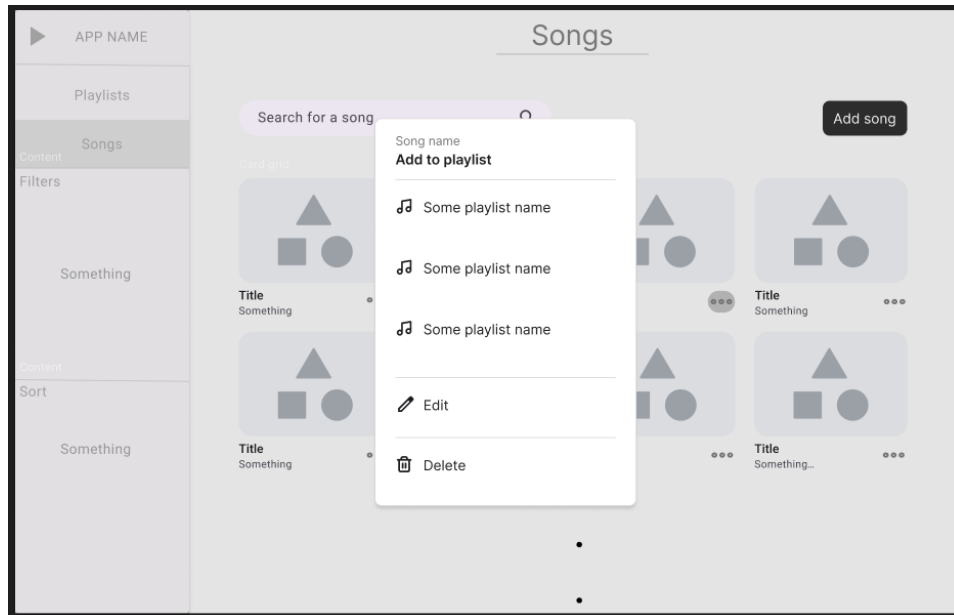 APP NAME
Songs
Playlists
Songs
Content
Filters
Something
Content
Sort
Something
Search for a song
Add song
Card grid
Song name
Add to playlist
Some playlist name
Some playlist name
Some playlist name
Edit
Delete
Title
Something
Title
Something
Title
Something
Title
Something...